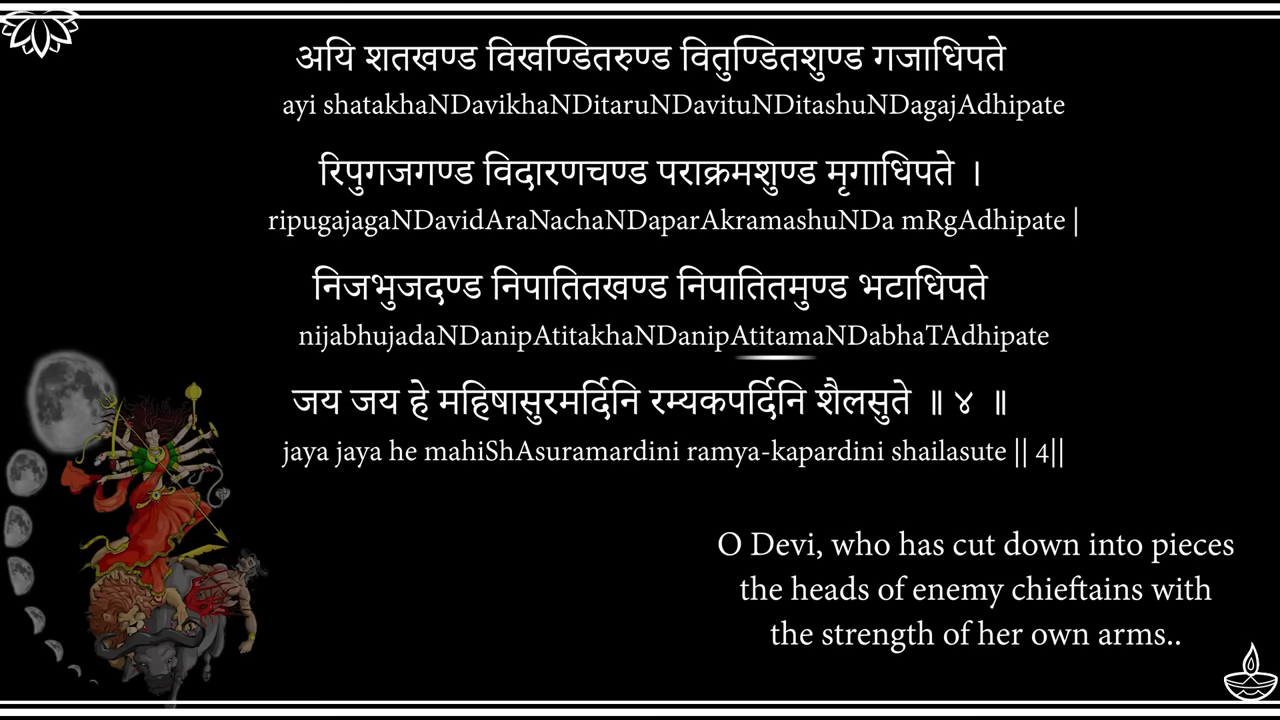 अयि शतखण्ड विखण्डितरुण्ड वितुण्डितशुण्ड गजाधिपते
ayi shatakhaNDavikhaNDitaruNDavituNDitashuNDagajAdhipate
रिपुगजगण्ड विदारणचण्ड पराक्रमशुण्ड मृगाधिपते ।
ripugajagaNDavidAraNachaNDaparAkramashuNDa mRgAdhipate |
निजभुजदण्ड निपातितखण्ड निपातितमुण्ड भटाधिपते
nijabhujadaNDanipAtitakhaNDanipAtitamaNDabhaTAdhipate
जय जय हे महिषासुरमर्दिनि रम्यकपर्दिनि शैलसुते ॥ ४ ॥
jaya jaya he mahiShAsuramardini ramya-kapardini shailasute || 4||
O Devi, who has cut down into pieces
the heads of enemy chieftains with
the strength of her own arms..